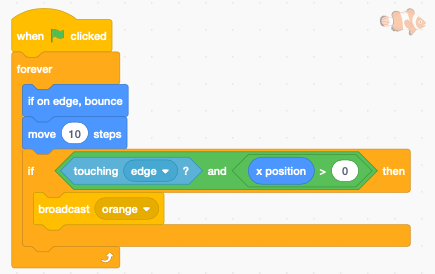 when clicked
forever
if on edge, bounce
move 10 steps
if touching edge ? and x position > 0 then
broadcast orange